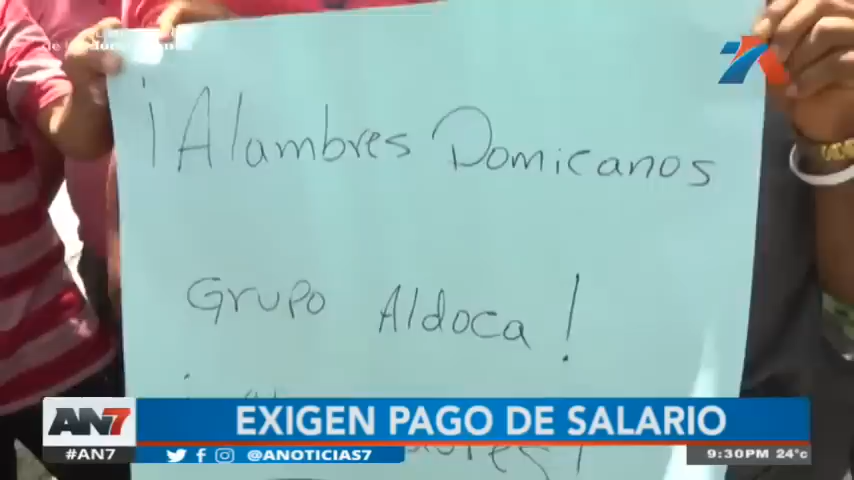 ¡Alambres Domicanos
Grupo Aldoca!
AN7
EXIGEN PAGO DE SALARIO
#AN7
@ANOTICIAS7
9:30PM 24°c